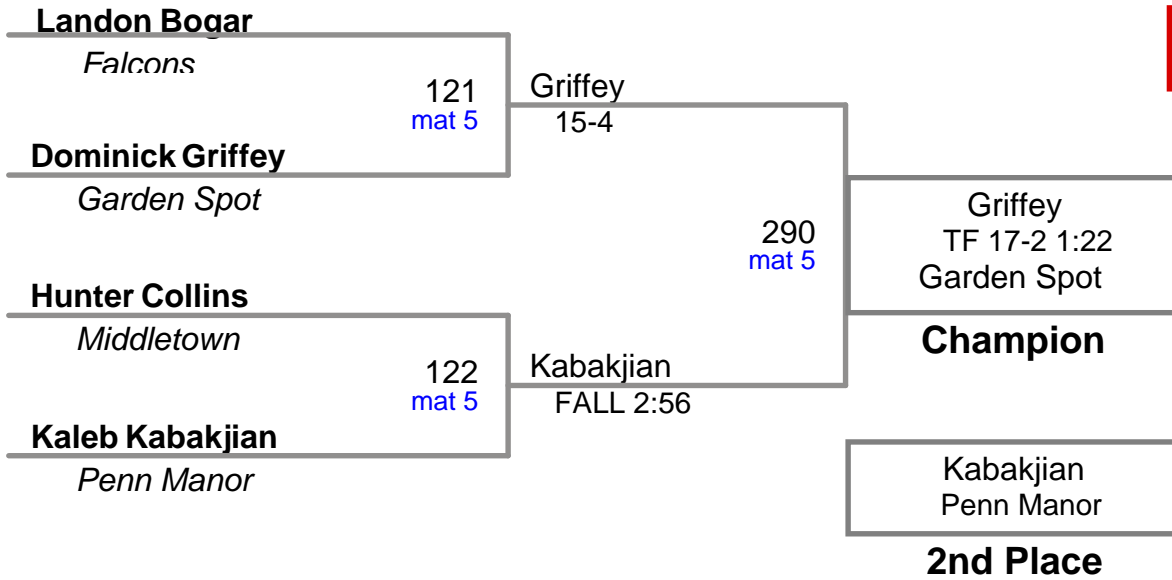 Landon Bogar
Falcons
121
mat 5
Griffey
15-4
Dominick Griffey
Garden Spot
290
mat 5
Griffey
TF 17-2 1:22
Garden Spot
Champion
Hunter Collins
Middletown
122
mat 5
Kabakjian
FALL 2:56
Kaleb Kabakjian
Penn Manor
Kabakjian
Penn Manor
2nd Place